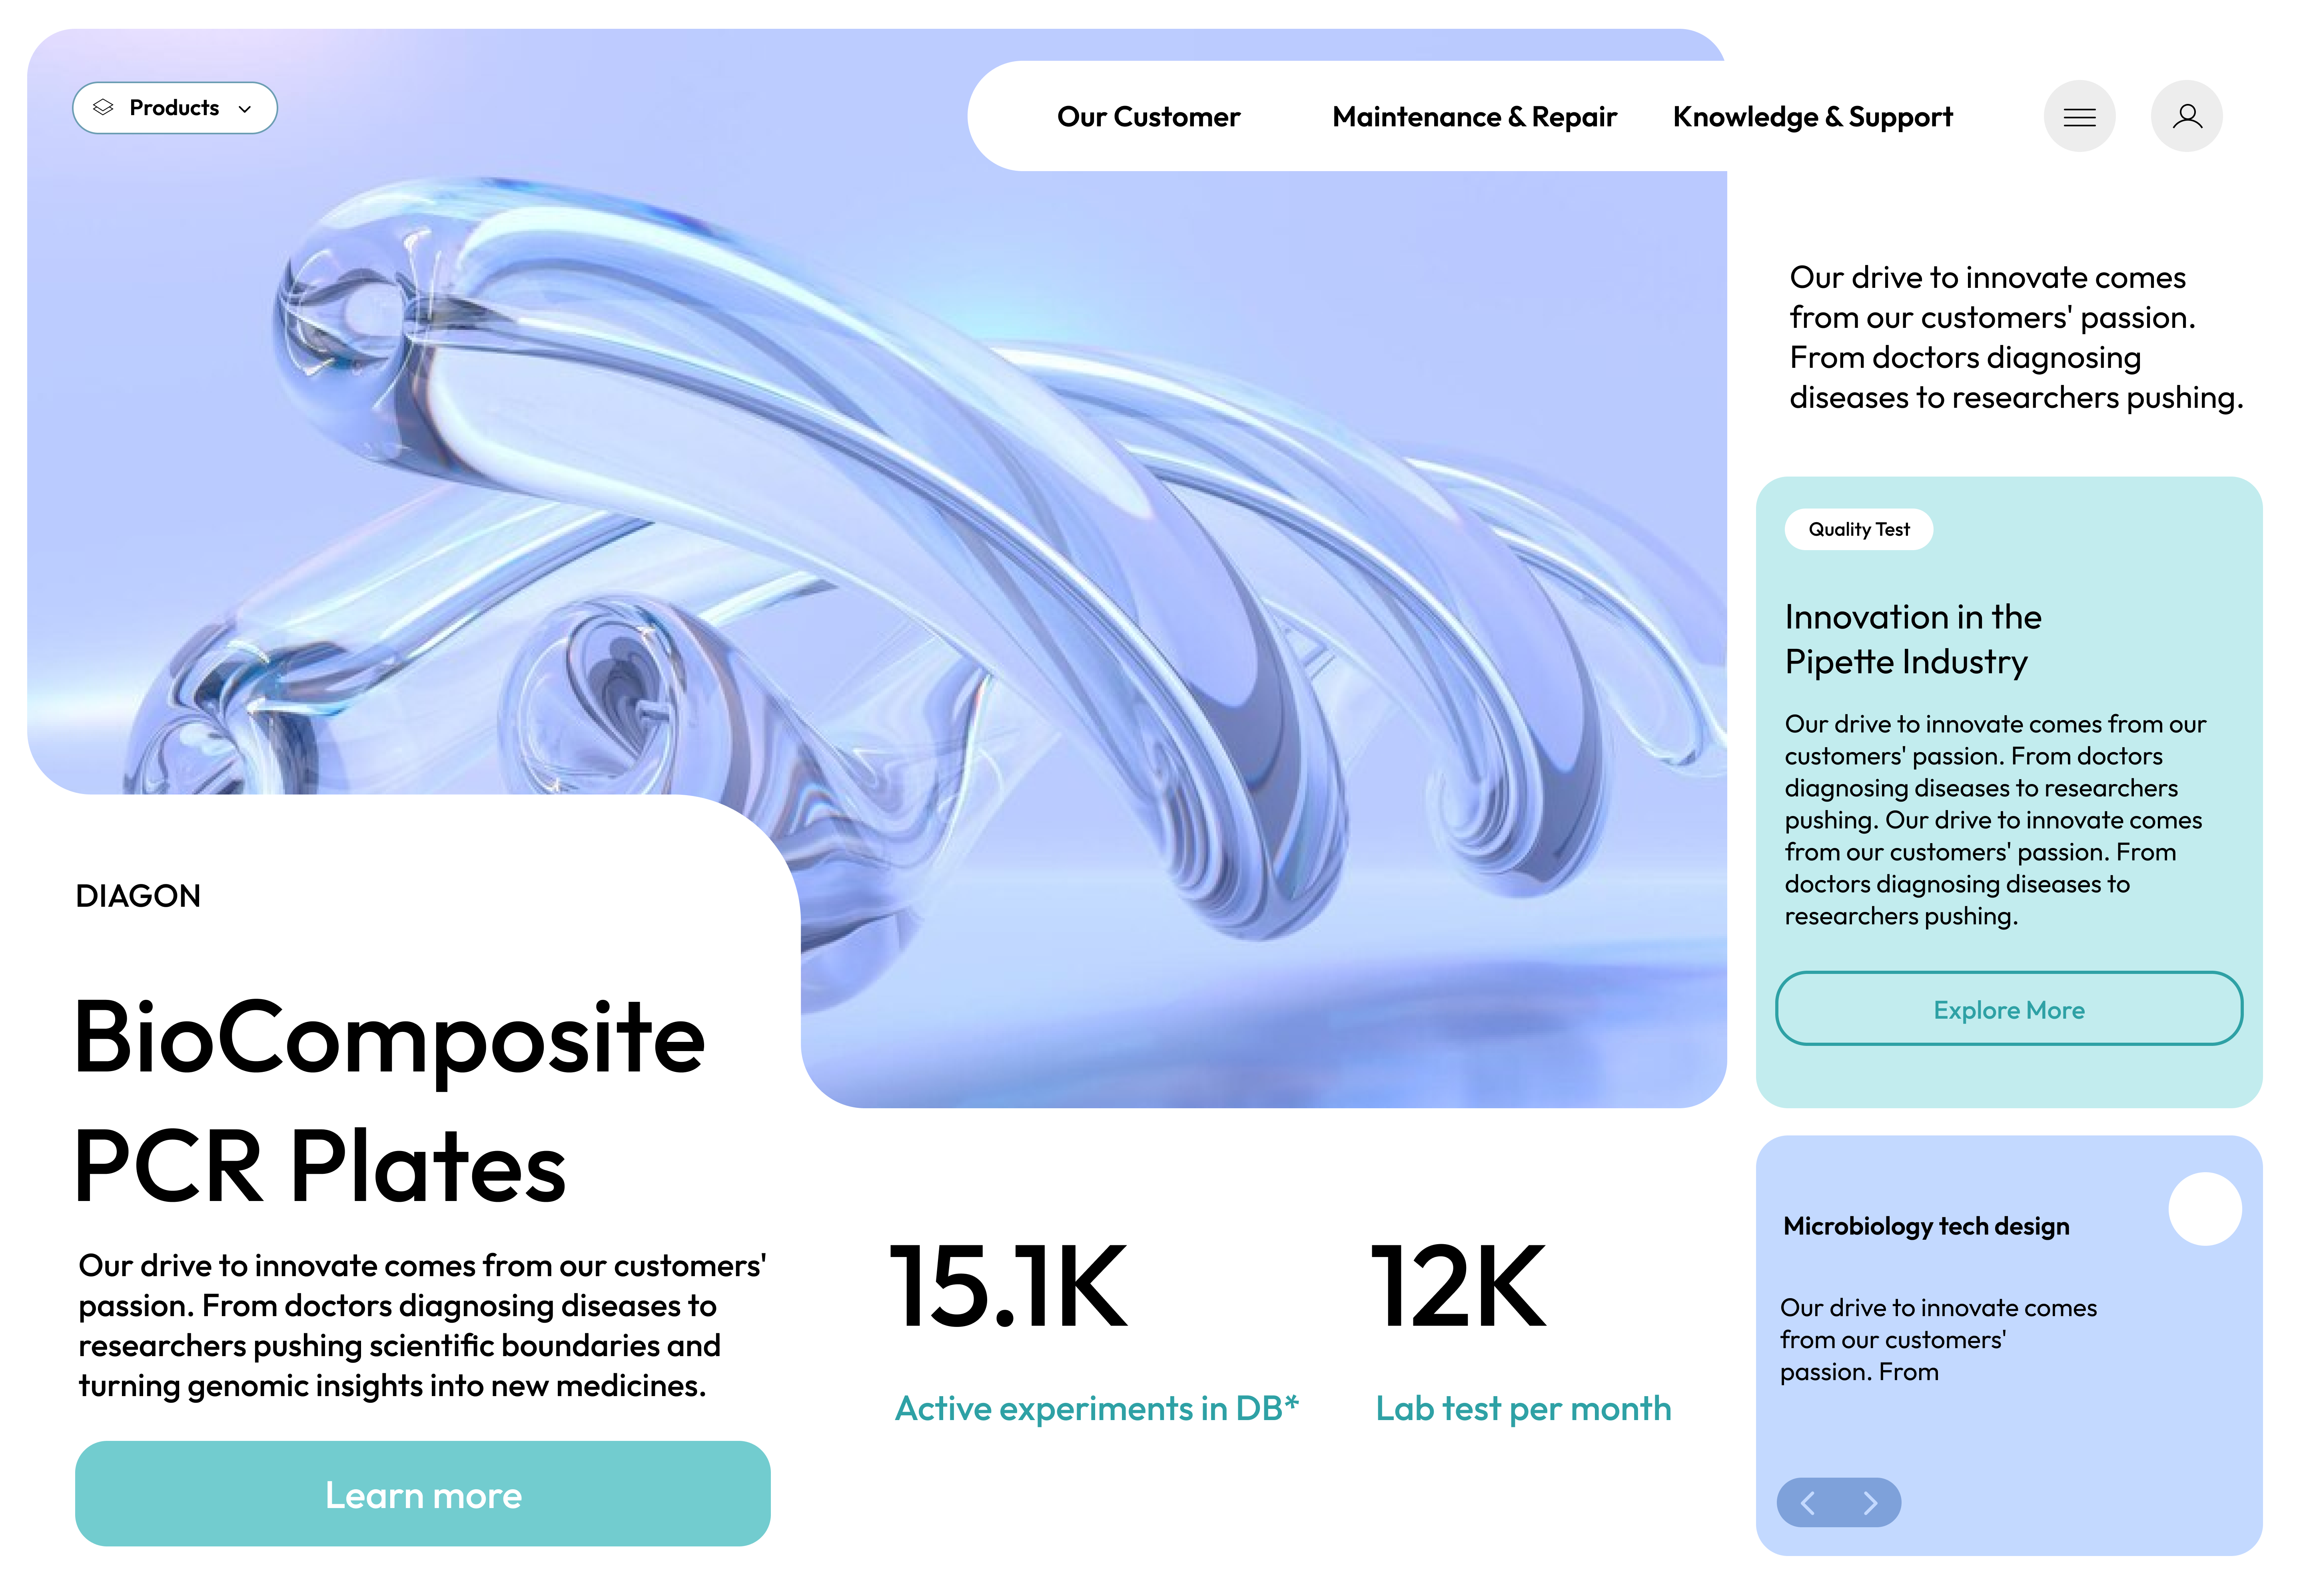 Products
Our Customer
Maintenance & Repair
Knowledge & Support
Our drive to innovate comes
from our customers' passion.
From doctors diagnosing
diseases to researchers pushing.
Quality Test
Innovation in the
Pipette Industry
Our drive to innovate comes from our
customers' passion. From doctors
diagnosing diseases to researchers
pushing. Our drive to innovate comes
from our customers' passion. From
doctors diagnosing diseases to
researchers pushing.
Explore More
DIAGON
BioComposite
PCR Plates
Our drive to innovate comes from our customers'
passion. From doctors diagnosing diseases to
researchers pushing scientific boundaries and
turning genomic insights into new medicines.
Learn more
15.1K
Active experiments in DB*
12K
Lab test per month
Microbiology tech design
Our drive to innovate comes
from our customers'
passion. From